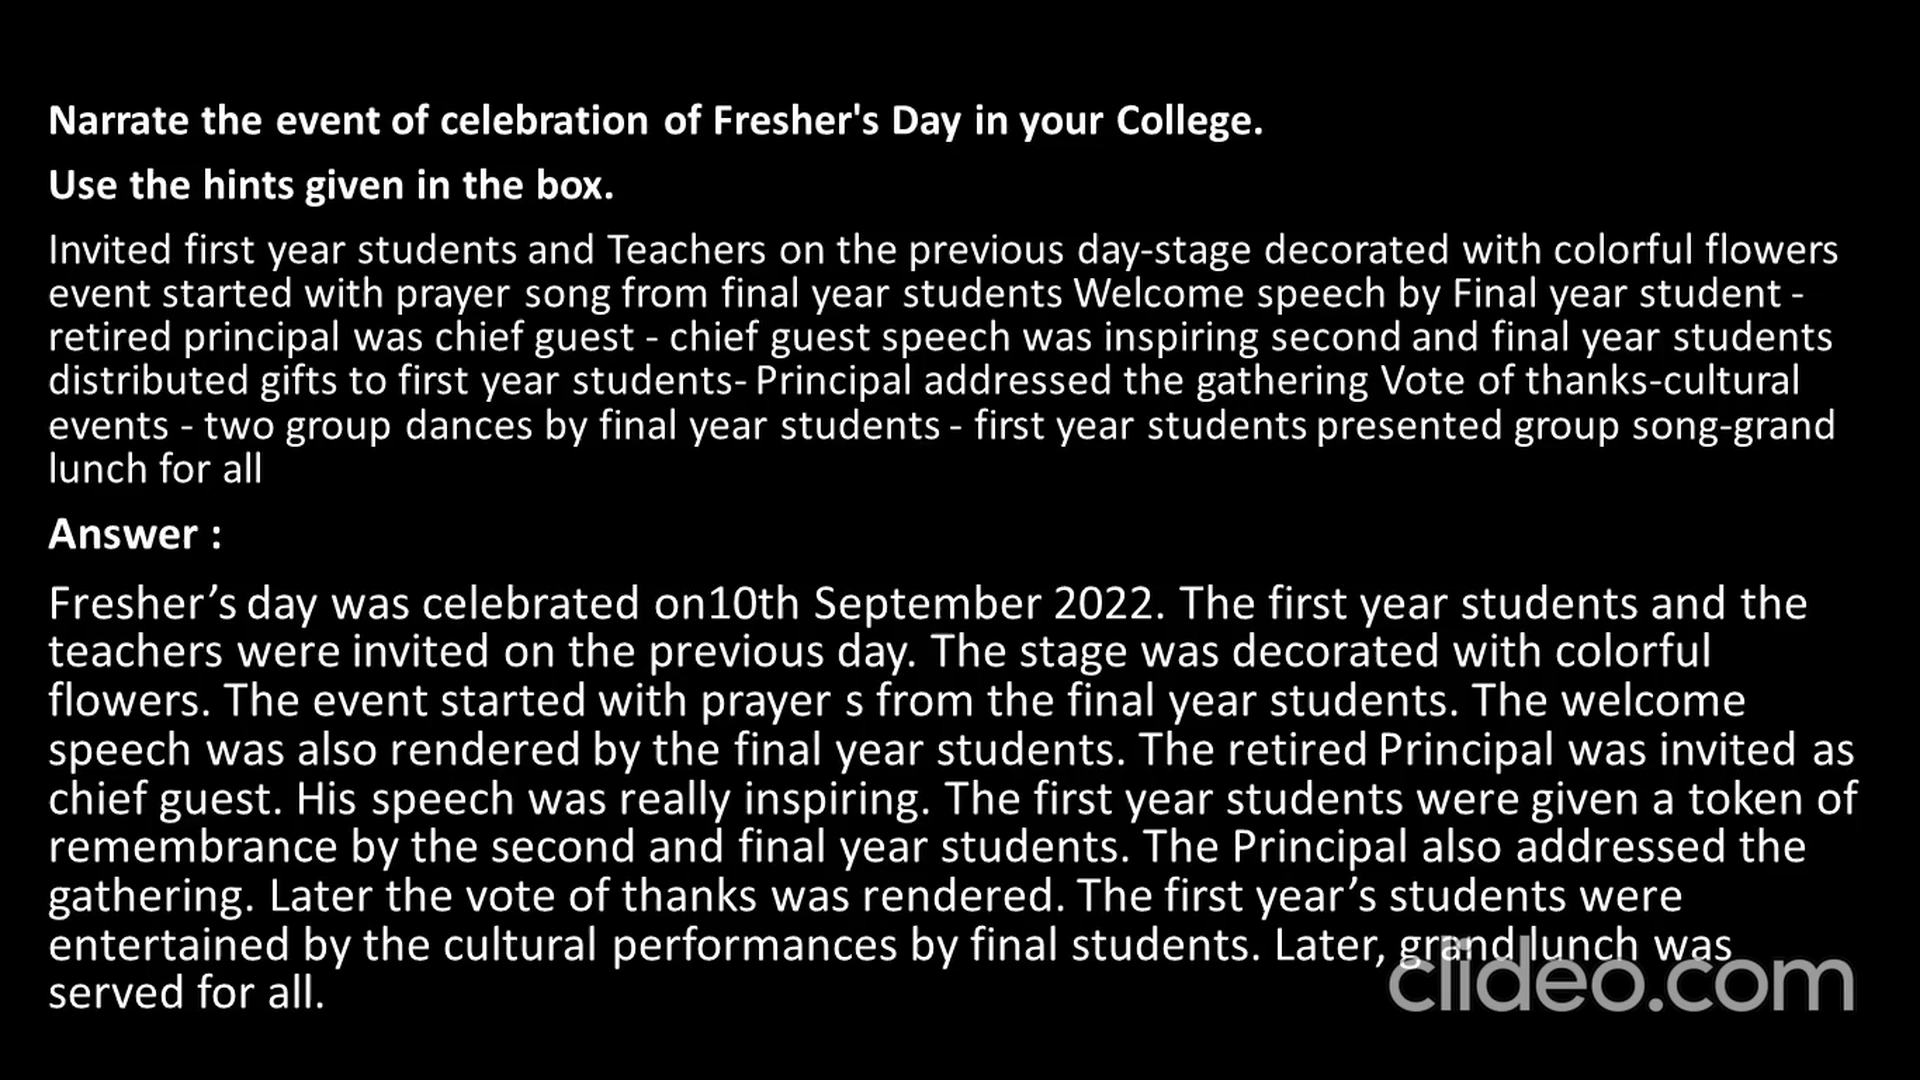 Narrate the event of celebration of Fresher's Day in your College.
Use the hints given in the box.
Invited first year students and Teachers on the previous day-stage decorated with colorful flowers
event started with prayer song from final year students Welcome speech by Final year student -
retired principal was chief guest - chief guest speech was inspiring second and final year students
distributed gifts to first year students- Principal addressed the gathering Vote of thanks-cultural
events - two group dances by final year students - first year students presented group song-grand
lunch for all
Answer :
Fresher’s day was celebrated on10th September 2022. The first year students and the
teachers were invited on the previous day. The stage was decorated with colorful
flowers. The event started with prayer s from the final year students. The welcome
speech was also rendered by the final year students. The retired Principal was invited as
chief guest. His speech was really inspiring. The first year students were given a token of
remembrance by the second and final year students. The Principal also addressed the
gathering. Later the vote of thanks was rendered. The first year’s students were
entertained by the cultural performances by final students. Later, grand lunch was
served for all.
clideo.com